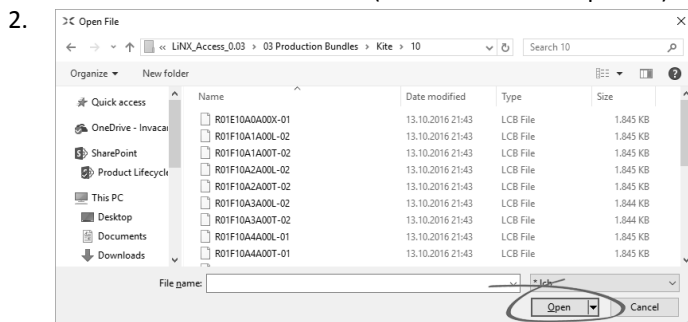 2.
Open File
« LiNX_Access_0.03 > 03 Production Bundles > Kite > 10
Search 10
Organize
New folder
Name Date modified Type Size
Quick access
OneDrive - Invacar
SharePoint
Product Lifecycle
This PC
Desktop
Documents
Downloads
R01E10A0A00X-01 13.10.2016 21:43 LCB File 1.845 KB
R01F10A1A00L-02 13.10.2016 21:43 LCB File 1.845 KB
R01F10A1A00T-02 13.10.2016 21:43 LCB File 1.845 KB
R01F10A2A00L-02 13.10.2016 21:43 LCB File 1.845 KB
R01F10A2A00T-02 13.10.2016 21:43 LCB File 1.845 KB
R01F10A3A00L-02 13.10.2016 21:43 LCB File 1.844 KB
R01F10A3A00T-02 13.10.2016 21:43 LCB File 1.844 KB
R01F10A4A00L-01 13.10.2016 21:43 LCB File 1.845 KB
R01F10A4A00T-01 13.10.2016 21:43 LCB File 1.845 KB
File name:
*.lcb
Open Cancel